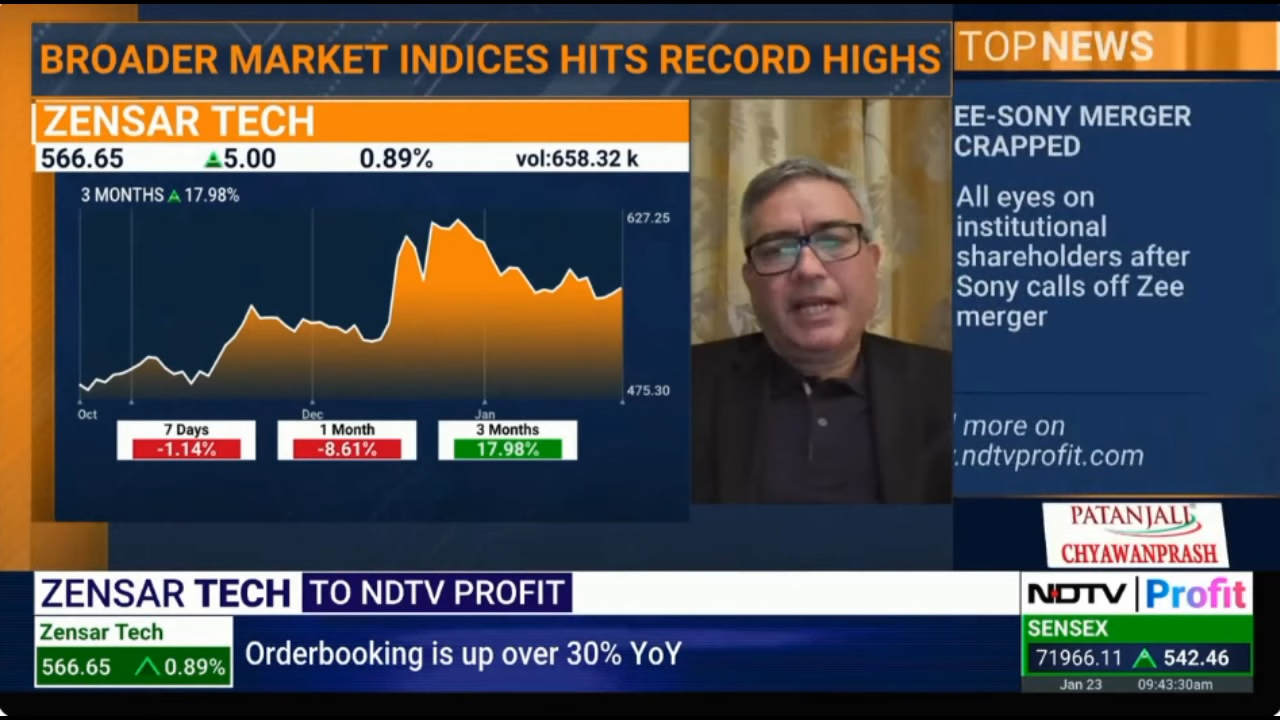 BROADER MARKET INDICES HITS RECORD HIGHS
TOP NEWS
ZENSAR TECH
566.65 ▲5.00 0.89% vol:658.32 k
3 MONTHS ▲ 17.98%
627.25
475.30
Oct Dec Jan
7 Days 1 Month 3 Months
-1.14% -8.61% 17.98%
EE-SONY MERGER
CRAPPED
All eyes on
institutional
shareholders after
Sony calls off Zee
merger
more on
.ndtvprofit.com
PATANJALI
CHYAWANPRASH
ZENSAR TECH TO NDTV PROFIT
NDTV | Profit
Zensar Tech
566.65 0.89%
Orderbooking is up over 30% YoY
SENSEX
71966.11 542.46
Jan 23 09:43:30am